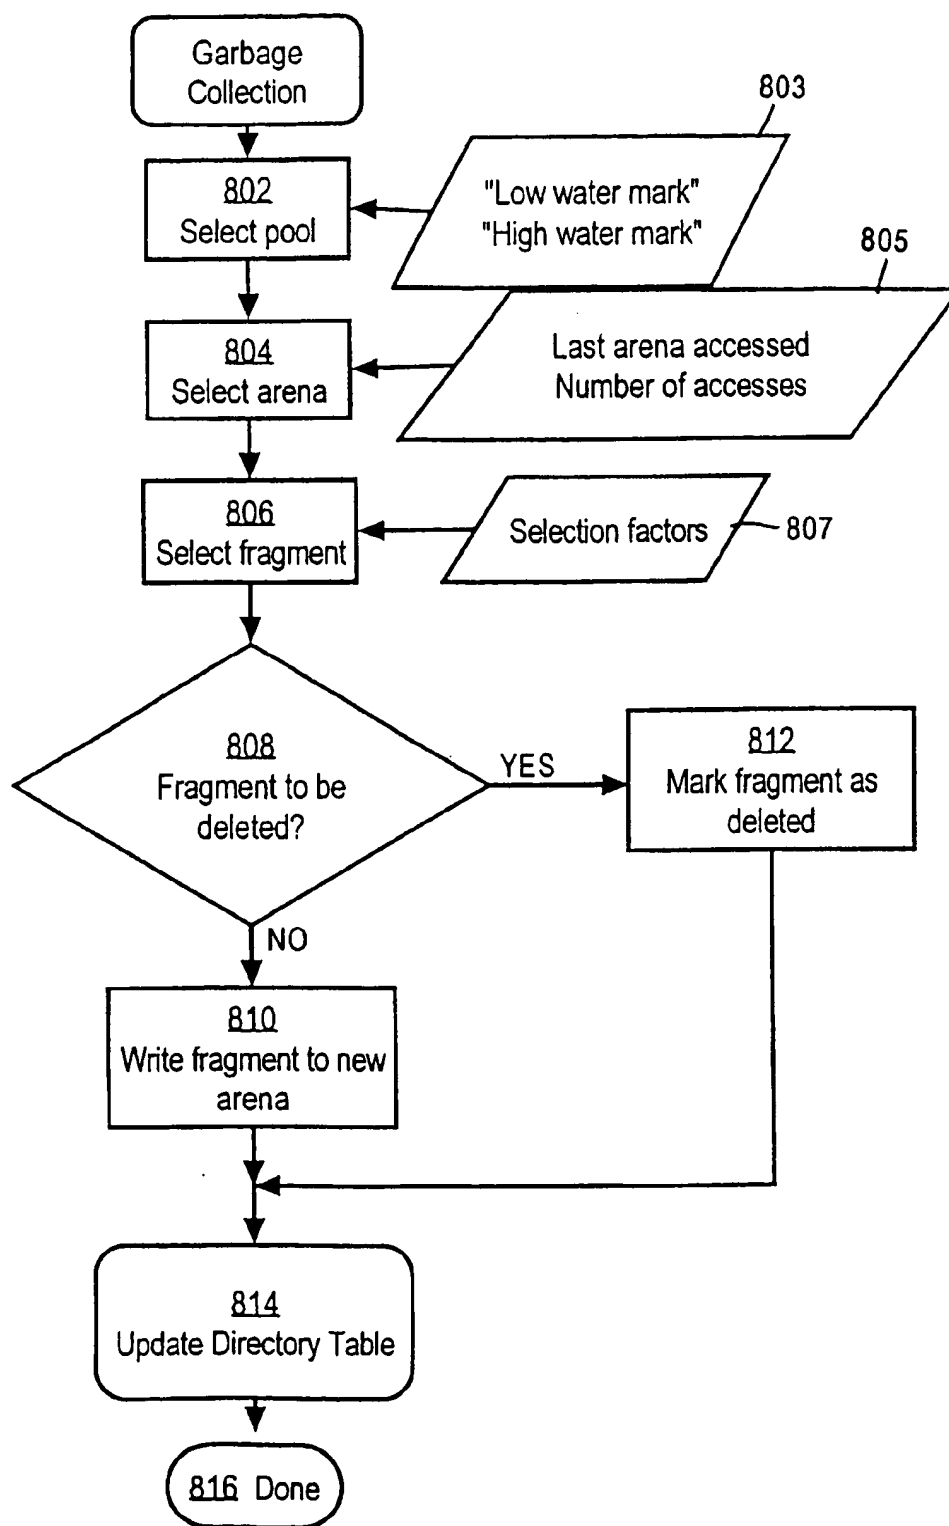 Garbage
Collection
803
802
Select pool
"Low water mark"
"High water mark"
805
804
Select arena
Last arena accessed
Number of accesses
806
Select fragment
Selection factors
807
808
Fragment to be
deleted?
YES
812
Mark fragment as
deleted
NO
810
Write fragment to new
arena
814
Update Directory Table
816 Done